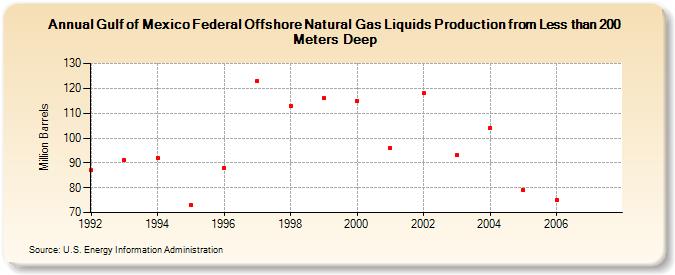 Annual Gulf of Mexico Federal Offshore Natural Gas Liquids Production from Less than 200
Meters Deep
Million Barrels
130
120
110
100
90
80
70
1992 1994 1996 1998 2000 2002 2004 2006
Source: U.S. Energy Information Administration